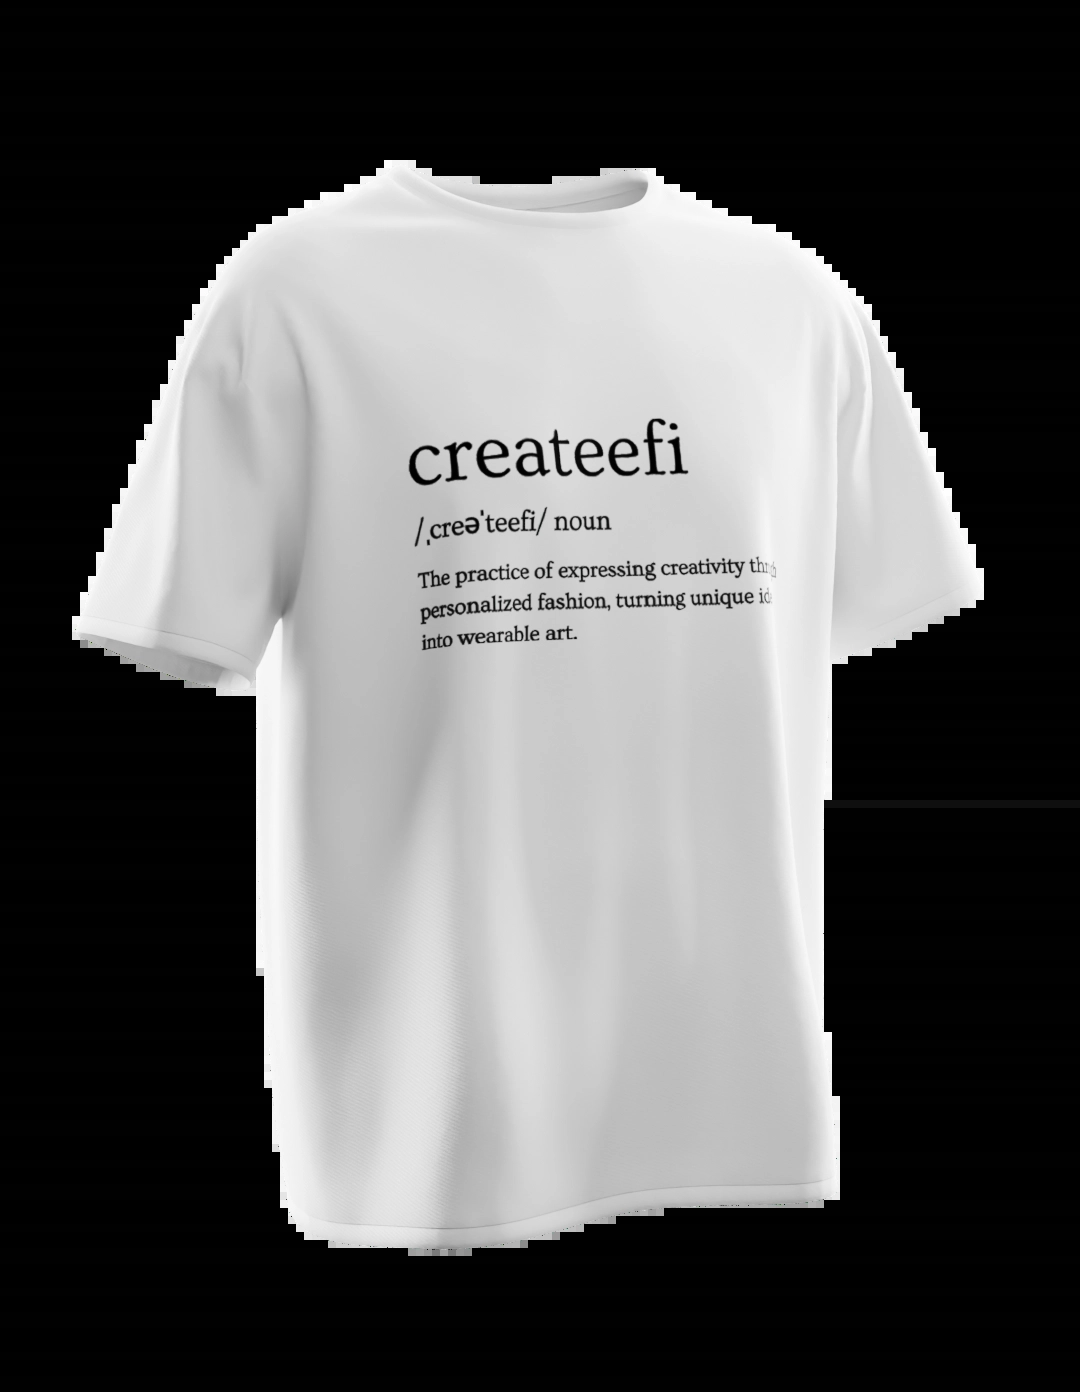 createefi
/ˌcreəˈteefi/ noun
The practice of expressing creativity
personalized fashion, turning unique
into wearable art.